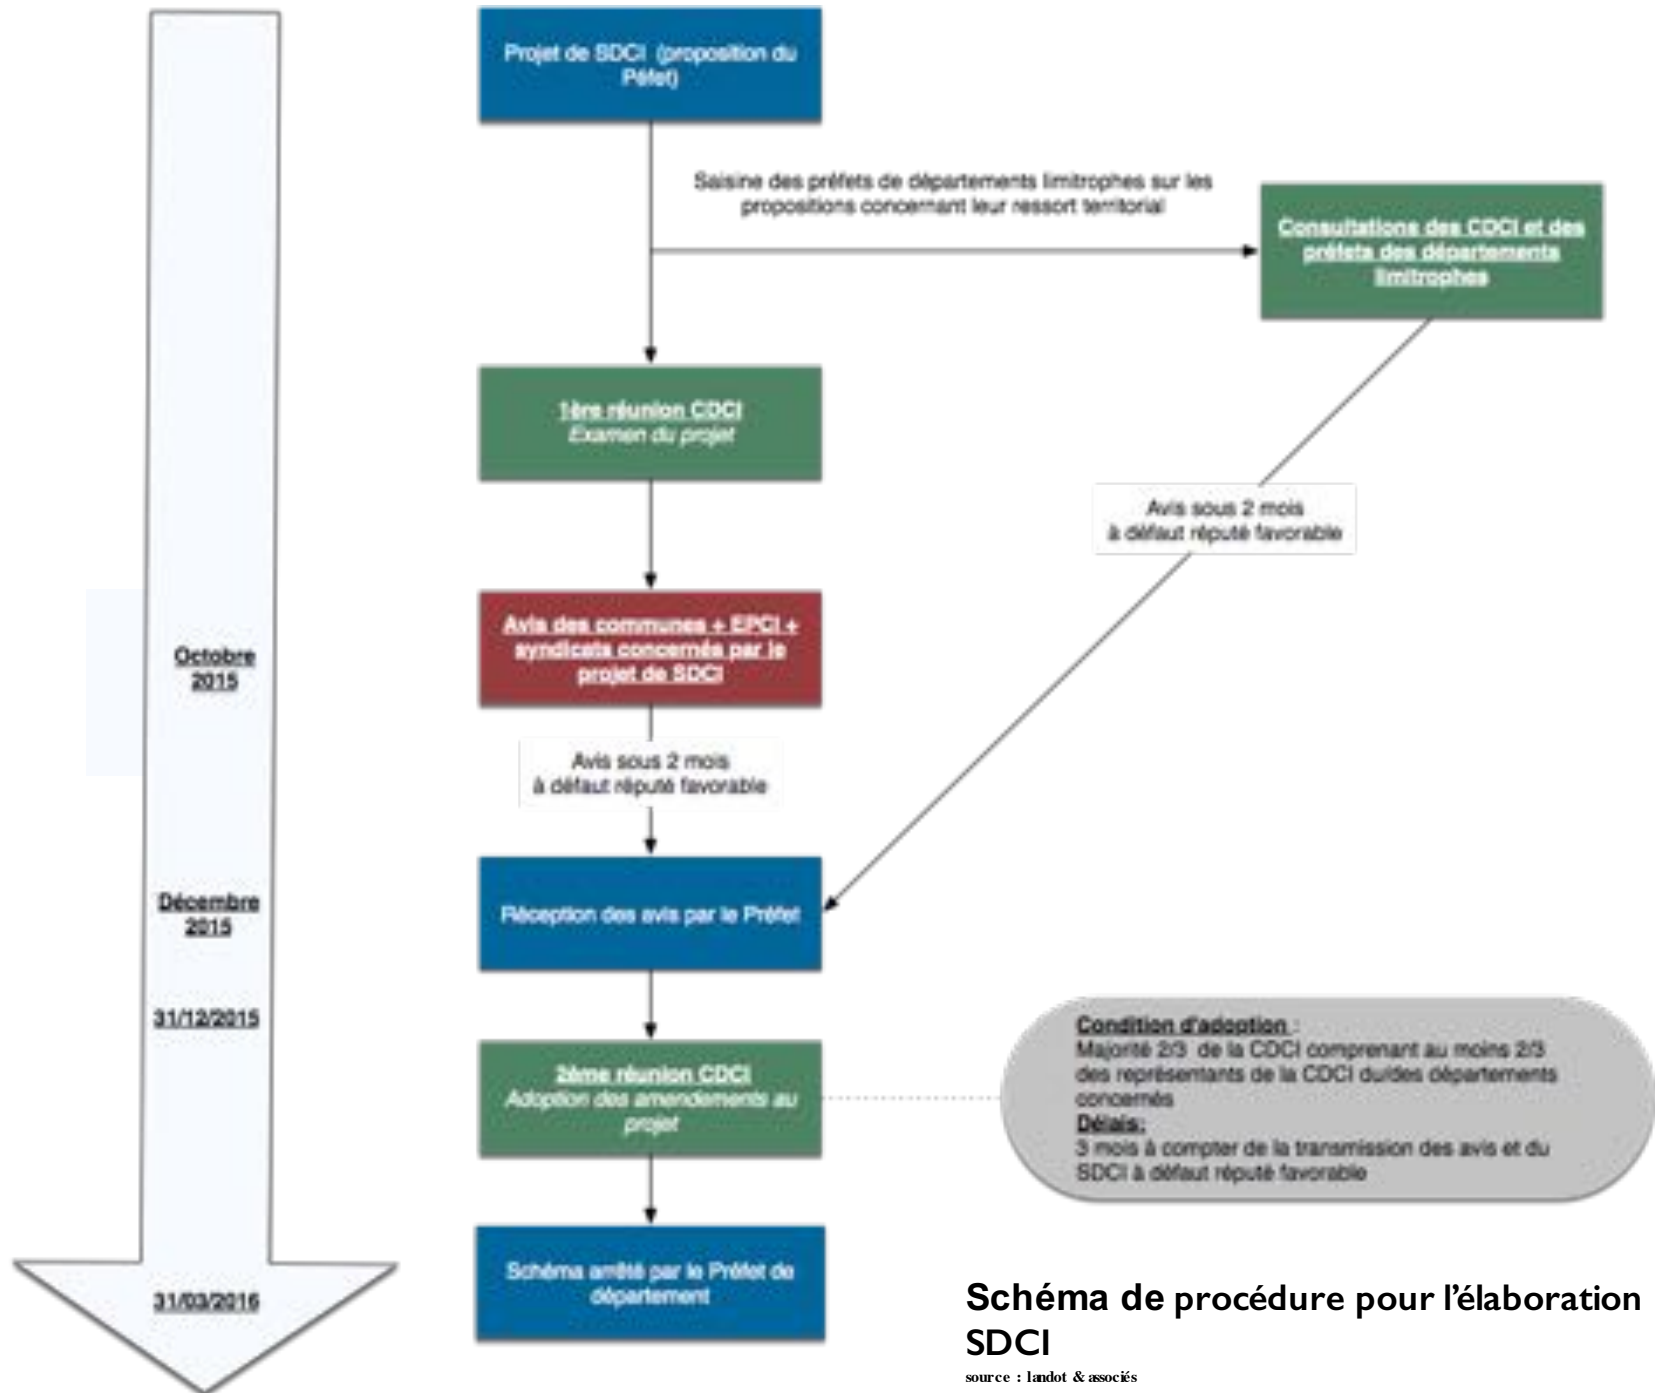 Projet de SDCI (proposition du
Péfet)
Saisine des préfets de départements limitrophes sur les
propositions concernant leur ressort territorial
Consultations des CDCI et des
préfets des départements
limitrophes
1ère réunion CDCI
Examen du projet
Avis sous 2 mois
à défaut réputé favorable
Avis des communes + EPCI +
syndicats concernés par le
projet de SDCI
Octobre
2015
Avis sous 2 mois
à défaut réputé favorable
Décembre
2015
Réception des avis par le Préfet
31/12/2015
2ème réunion CDCI
Adoption des amendements au
projet
Condition d'adoption :
Majorité 2/3 de la CDCI comprenant au moins 2/3
des représentants de la CDCI du/des départements
concernés
Délais:
3 mois à compter de la transmission des avis et du
SDCI à défaut réputé favorable
Schéma arrêté par le Préfet de
département
31/03/2016
Schéma de procédure pour l'élaboration
SDCI
source : landot & associés